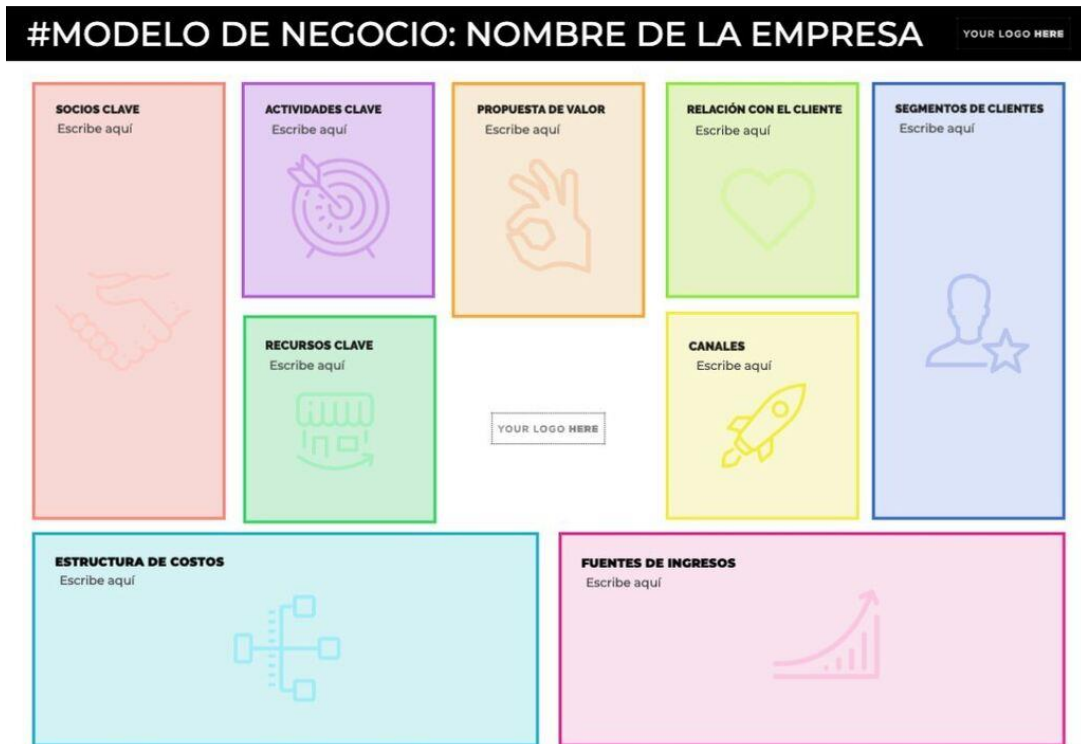 #MODELO DE NEGOCIO: NOMBRE DE LA EMPRESA
YOUR LOGO HERE
SOCIOS CLAVE
Escribe aquí
ACTIVIDADES CLAVE
Escribe aquí
PROPUESTA DE VALOR
Escribe aquí
RELACIÓN CON EL CLIENTE
Escribe aquí
SEGMENTOS DE CLIENTES
Escribe aquí
RECURSOS CLAVE
Escribe aquí
YOUR LOGO HERE
CANALES
Escribe aquí
ESTRUCTURA DE COSTOS
Escribe aquí
FUENTES DE INGRESOS
Escribe aquí